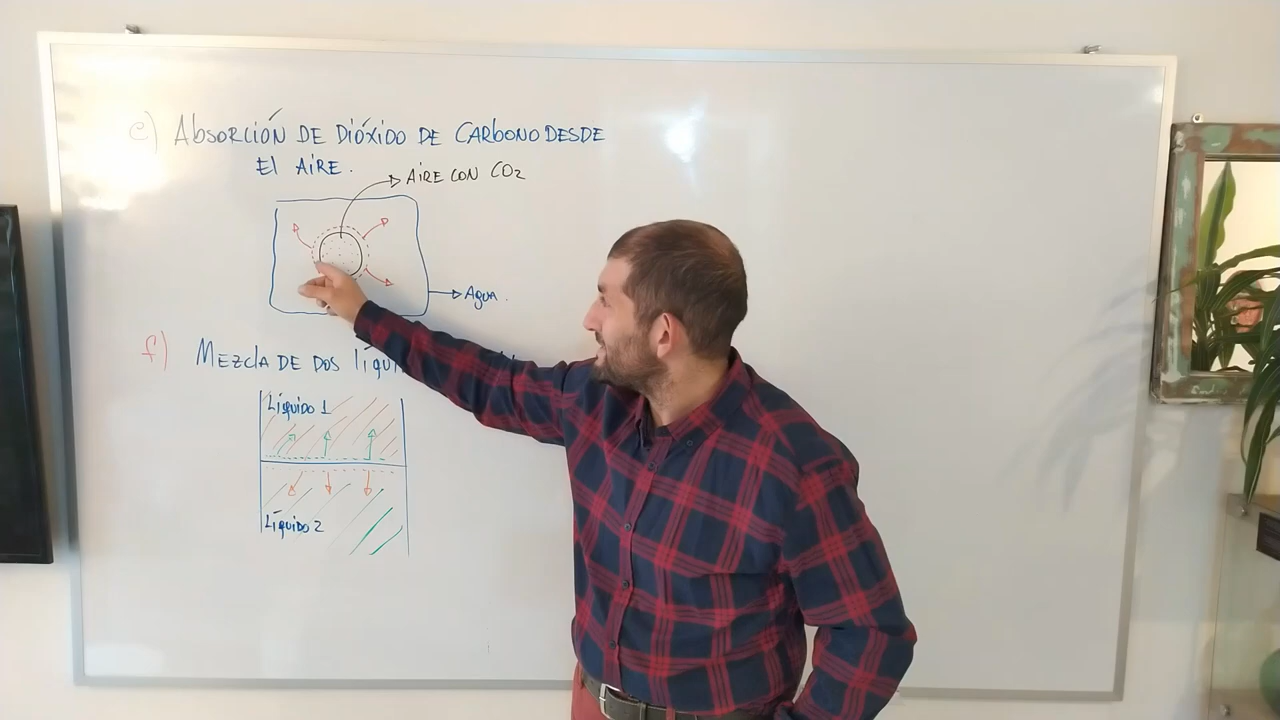 e) Absorción de Dióxido de Carbono desde
El Aire.
Aire con CO2
Agua.
f) Mezcla de dos
Líquido 1
Líquido 2